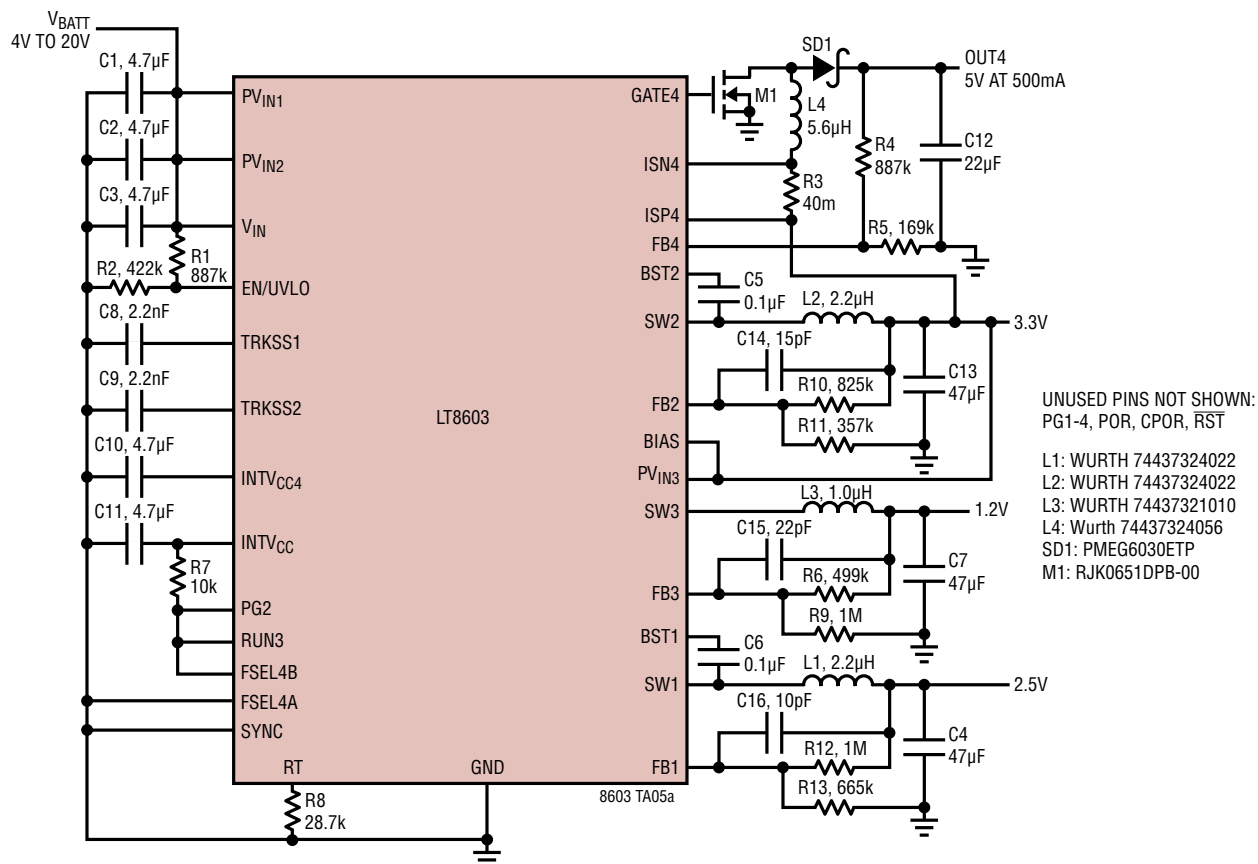 VBATT
4V TO 20V
C1, 4.7µF
C2, 4.7µF
C3, 4.7µF
R1
887k
R2, 422k
C8, 2.2nF
C9, 2.2nF
C10, 4.7µF
C11, 4.7µF
R7
10k
PVIN1
PVIN2
VIN
EN/UVLO
TRKSS1
TRKSS2
INTVCC4
INTVCC
PG2
RUN3
FSEL4B
FSEL4A
SYNC
RT
GND
R8
28.7k
LT8603
GATE4
ISN4
ISP4
FB4
BST2
SW2
FB2
BIAS
PVIN3
SW3
FB3
BST1
SW1
FB1
8603 TA05a
M1
SD1
L4
5.6µH
OUT4
5V AT 500mA
R4
887k
C12
22µF
R3
40m
R5, 169k
C5
0.1µF
L2, 2.2µH
3.3V
C14, 15pF
R10, 825k
R11, 357k
C13
47µF
L3, 1.0µH
1.2V
C15, 22pF
R6, 499k
R9, 1M
C7
47µF
C6
0.1µF
L1, 2.2µH
2.5V
C16, 10pF
R12, 1M
R13, 665k
C4
47µF
UNUSED PINS NOT SHOWN:
PG1-4, POR, CPOR, RST
L1: WURTH 74437324022
L2: WURTH 74437324022
L3: WURTH 74437321010
L4: Wurth 74437324056
SD1: PMEG6030ETP
M1: RJK0651DPB-00